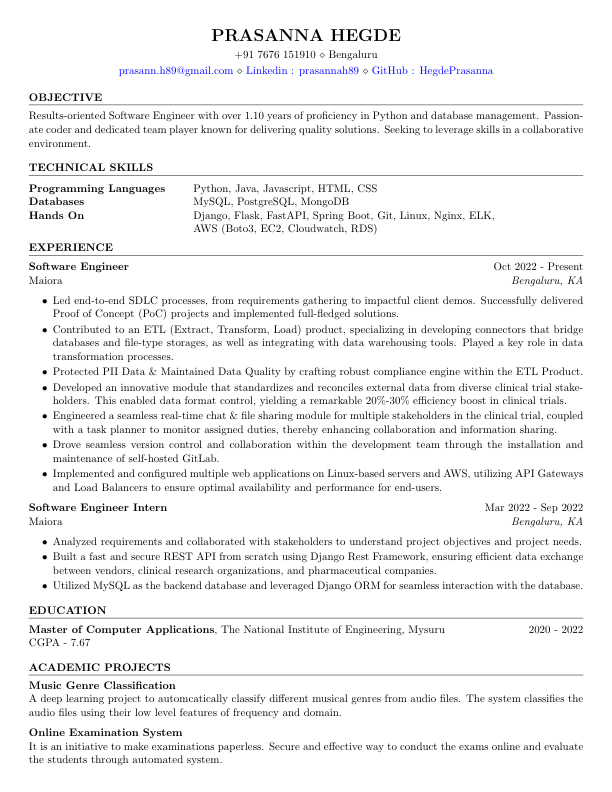 PRASANNA HEGDE
+91 7676 151910 ⋄ Bengaluru
prasann.h89@gmail.com ⋄ Linkedin : prasannah89 ⋄ GitHub : HegdePrasanna
OBJECTIVE
Results-oriented Software Engineer with over 1.10 years of proficiency in Python and database management. Passion-
ate coder and dedicated team player known for delivering quality solutions. Seeking to leverage skills in a collaborative
environment.
TECHNICAL SKILLS
Programming Languages Python, Java, Javascript, HTML, CSS
Databases MySQL, PostgreSQL, MongoDB
Hands On Django, Flask, FastAPI, Spring Boot, Git, Linux, Nginx, ELK,
AWS (Boto3, EC2, Cloudwatch, RDS)
EXPERIENCE
Software Engineer Oct 2022 - Present
Maiora Bengaluru, KA
• Led end-to-end SDLC processes, from requirements gathering to impactful client demos. Successfully delivered
Proof of Concept (PoC) projects and implemented full-fledged solutions.
• Contributed to an ETL (Extract, Transform, Load) product, specializing in developing connectors that bridge
databases and file-type storages, as well as integrating with data warehousing tools. Played a key role in data
transformation processes.
• Protected PII Data & Maintained Data Quality by crafting robust compliance engine within the ETL Product.
• Developed an innovative module that standardizes and reconciles external data from diverse clinical trial stake-
holders. This enabled data format control, yielding a remarkable 20%-30% efficiency boost in clinical trials.
• Engineered a seamless real-time chat & file sharing module for multiple stakeholders in the clinical trial, coupled
with a task planner to monitor assigned duties, thereby enhancing collaboration and information sharing.
• Drove seamless version control and collaboration within the development team through the installation and
maintenance of self-hosted GitLab.
• Implemented and configured multiple web applications on Linux-based servers and AWS, utilizing API Gateways
and Load Balancers to ensure optimal availability and performance for end-users.
Software Engineer Intern Mar 2022 - Sep 2022
Maiora Bengaluru, KA
• Analyzed requirements and collaborated with stakeholders to understand project objectives and project needs.
• Built a fast and secure REST API from scratch using Django Rest Framework, ensuring efficient data exchange
between vendors, clinical research organizations, and pharmaceutical companies.
• Utilized MySQL as the backend database and leveraged Django ORM for seamless interaction with the database.
EDUCATION
Master of Computer Applications, The National Institute of Engineering, Mysuru 2020 - 2022
CGPA - 7.67
ACADEMIC PROJECTS
Music Genre Classification
A deep learning project to automcatically classify different musical genres from audio files. The system classifies the
audio files using their low level features of frequency and domain.
Online Examination System
It is an initiative to make examinations paperless. Secure and effective way to conduct the exams online and evaluate
the students through automated system.